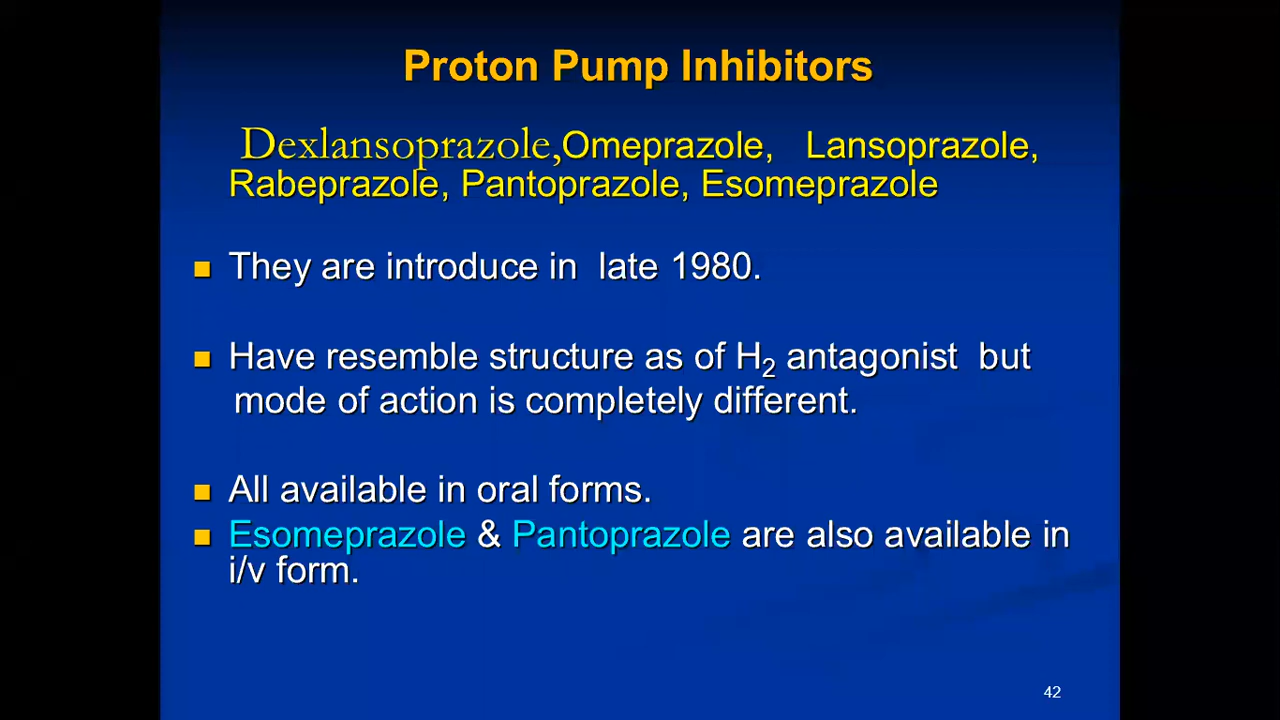 Proton Pump Inhibitors
Dexlansoprazole,Omeprazole, Lansoprazole,
Rabeprazole, Pantoprazole, Esomeprazole
They are introduce in late 1980.
Have resemble structure as of H₂ antagonist but
mode of action is completely different.
All available in oral forms.
Esomeprazole & Pantoprazole are also available in
i/v form.
42